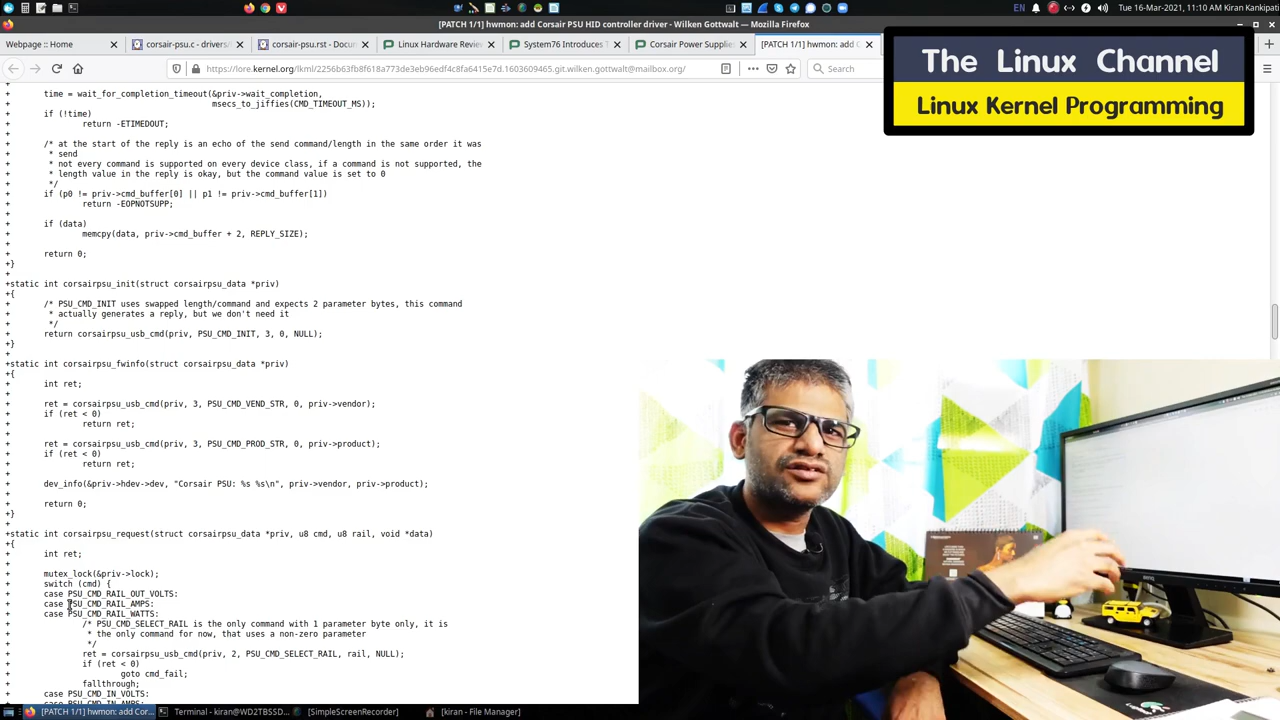 EN
Tue 16-Mar-2021, 11:10 AM Kiran Kankipati
[PATCH 1/1] hwmon: add Corsair PSU HID controller driver - Wilken Gottwalt — Mozilla Firefox
Webpage :: Home
corsair-psu.c - drivers/
corsair-psu.rst - Docum
Linux Hardware Review
System76 Introduces T
Corsair Power Supplies
[PATCH 1/1] hwmon: add C
https://lore.kernel.org/lkml/2256b63fb8f618a773de3eb96edf4c8fa6415e7d.1603609465.git.wilken.gottwalt@mailbox.org/
Search
The Linux Channel
Linux Kernel Programming
+ time = wait_for_completion_timeout(&priv->wait_completion,
+ msecs_to_jiffies(CMD_TIMEOUT_MS));
+ if (!time)
+ return -ETIMEDOUT;
+
+ /* at the start of the reply is an echo of the send command/length in the same order it was
+ * send
+ * not every command is supported on every device class, if a command is not supported, the
+ * length value in the reply is okay, but the command value is set to 0
+ */
+ if (p0 != priv->cmd_buffer[0] || p1 != priv->cmd_buffer[1])
+ return -EOPNOTSUPP;
+
+ if (data)
+ memcpy(data, priv->cmd_buffer + 2, REPLY_SIZE);
+
+ return 0;
+}
+
+static int corsairpsu_init(struct corsairpsu_data *priv)
+{
+ /* PSU_CMD_INIT uses swapped length/command and expects 2 parameter bytes, this command
+ * actually generates a reply, but we don't need it
+ */
+ return corsairpsu_usb_cmd(priv, PSU_CMD_INIT, 3, 0, NULL);
+}
+
+static int corsairpsu_fwinfo(struct corsairpsu_data *priv)
+{
+ int ret;
+
+ ret = corsairpsu_usb_cmd(priv, 3, PSU_CMD_VEND_STR, 0, priv->vendor);
+ if (ret < 0)
+ return ret;
+
+ ret = corsairpsu_usb_cmd(priv, 3, PSU_CMD_PROD_STR, 0, priv->product);
+ if (ret < 0)
+ return ret;
+
+ dev_info(&priv->hdev->dev, "Corsair PSU: %s %s\n", priv->vendor, priv->product);
+
+ return 0;
+}
+
+static int corsairpsu_request(struct corsairpsu_data *priv, u8 cmd, u8 rail, void *data)
+{
+ int ret;
+
+ mutex_lock(&priv->lock);
+ switch (cmd) {
+ case PSU_CMD_RAIL_OUT_VOLTS:
+ case PSU_CMD_RAIL_AMPS:
+ case PSU_CMD_RAIL_WATTS:
+ /* PSU_CMD_SELECT_RAIL is the only command with 1 parameter byte only, it is
+ * the only command for now, that uses a non-zero parameter
+ */
+ ret = corsairpsu_usb_cmd(priv, 2, PSU_CMD_SELECT_RAIL, rail, NULL);
+ if (ret < 0)
+ goto cmd_fail;
+ fallthrough;
+ case PSU_CMD_IN_VOLTS:
+ case PSU_CMD_IN_AMPS:
[PATCH 1/1] hwmon: add Cor...
Terminal - kiran@WD2TBSSD...
[SimpleScreenRecorder]
[kiran - File Manager]